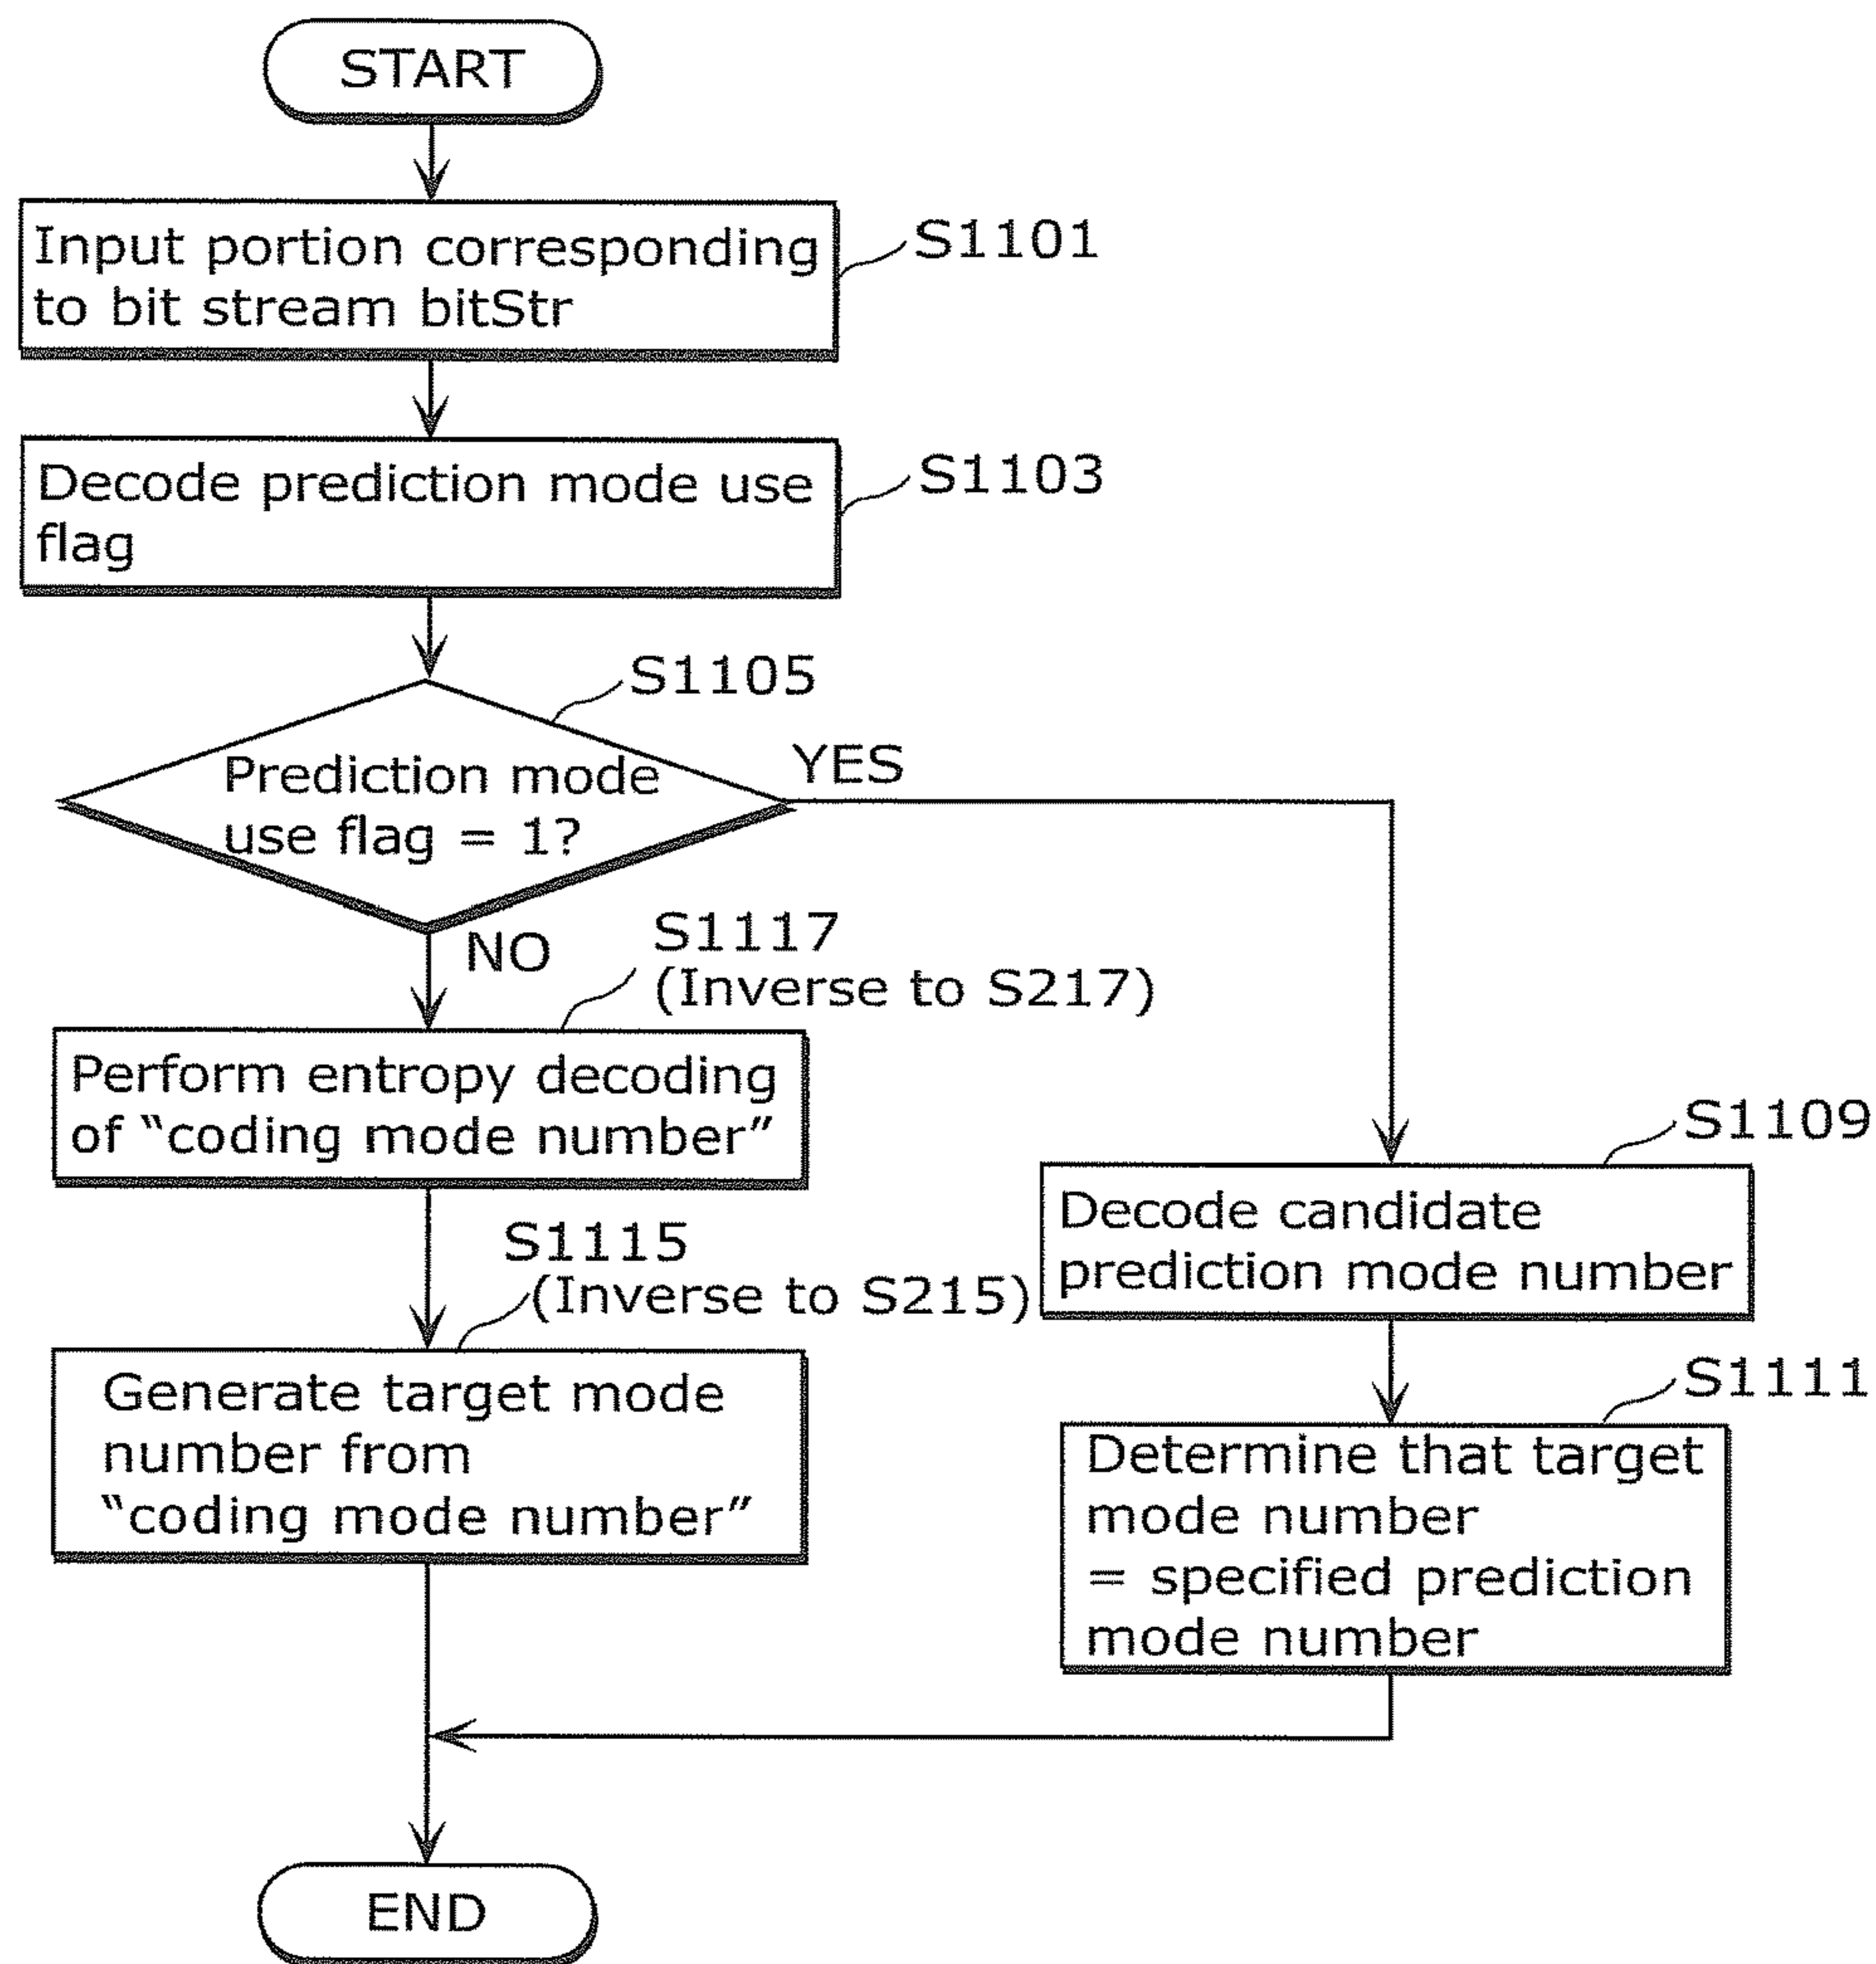 START
Input portion corresponding
to bit stream bitStr
S1101
Decode prediction mode use
flag
S1103
S1105
Prediction mode
use flag = 1?
YES
NO
S1117
(Inverse to S217)
Perform entropy decoding
of “coding mode number”
S1109
Decode candidate
prediction mode number
S1115
(Inverse to S215)
Generate target mode
number from
“coding mode number”
S1111
Determine that target
mode number
= specified prediction
mode number
END